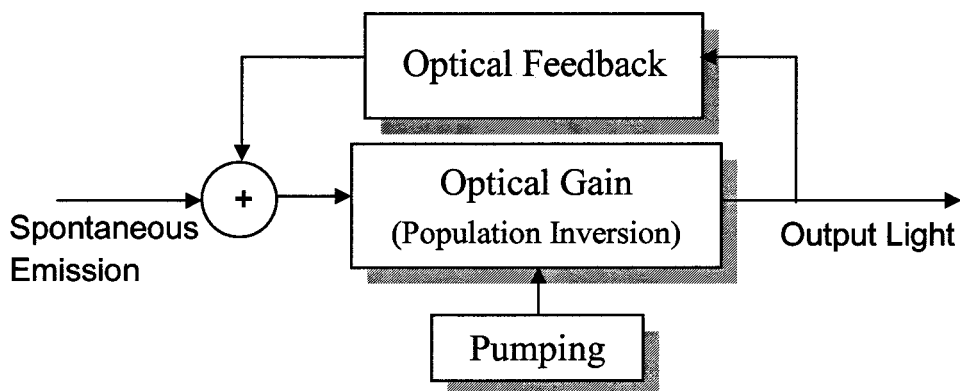 Optical Feedback
+
Optical Gain
(Population Inversion)
Spontaneous
Emission
Output Light
Pumping